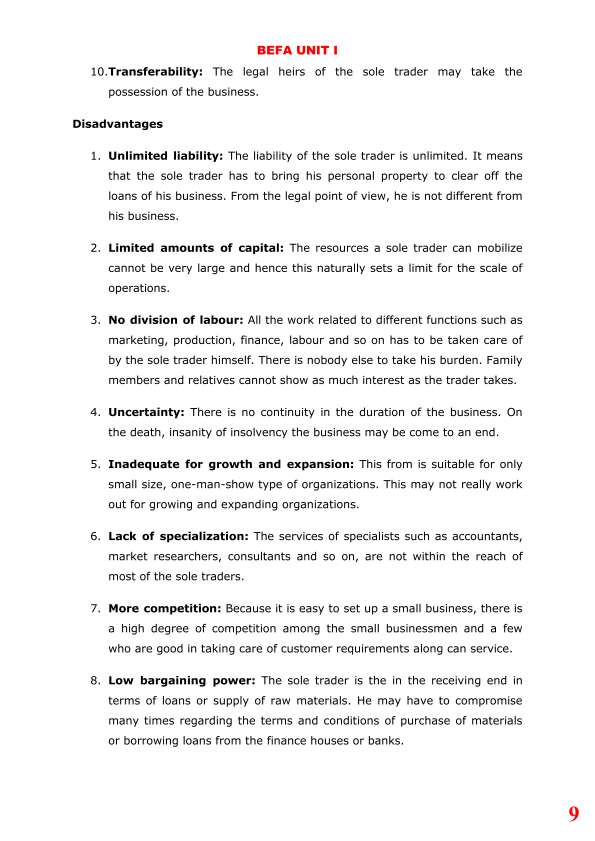 BEFA UNIT I
10.Transferability: The legal heirs of the sole trader may take the
possession of the business.
Disadvantages
1. Unlimited liability: The liability of the sole trader is unlimited. It means
that the sole trader has to bring his personal property to clear off the
loans of his business. From the legal point of view, he is not different from
his business.
2. Limited amounts of capital: The resources a sole trader can mobilize
cannot be very large and hence this naturally sets a limit for the scale of
operations.
3. No division of labour: All the work related to different functions such as
marketing, production, finance, labour and so on has to be taken care of
by the sole trader himself. There is nobody else to take his burden. Family
members and relatives cannot show as much interest as the trader takes.
4. Uncertainty: There is no continuity in the duration of the business. On
the death, insanity of insolvency the business may be come to an end.
5. Inadequate for growth and expansion: This from is suitable for only
small size, one-man-show type of organizations. This may not really work
out for growing and expanding organizations.
6. Lack of specialization: The services of specialists such as accountants,
market researchers, consultants and so on, are not within the reach of
most of the sole traders.
7. More competition: Because it is easy to set up a small business, there is
a high degree of competition among the small businessmen and a few
who are good in taking care of customer requirements along can service.
8. Low bargaining power: The sole trader is the in the receiving end in
terms of loans or supply of raw materials. He may have to compromise
many times regarding the terms and conditions of purchase of materials
or borrowing loans from the finance houses or banks.
9